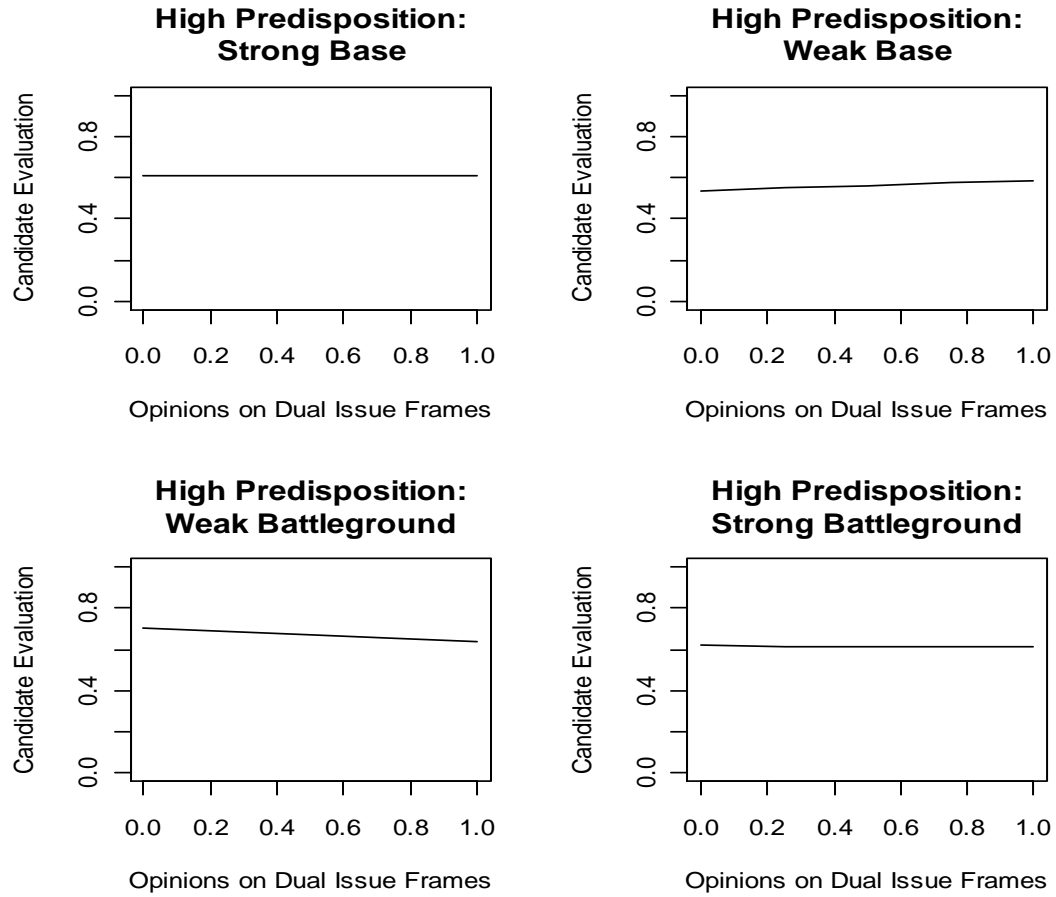 High Predisposition:
Strong Base
Candidate Evaluation
0.0 0.4 0.8
0.0 0.2 0.4 0.6 0.8 1.0
Opinions on Dual Issue Frames
High Predisposition:
Weak Base
Candidate Evaluation
0.0 0.4 0.8
0.0 0.2 0.4 0.6 0.8 1.0
Opinions on Dual Issue Frames
High Predisposition:
Weak Battleground
Candidate Evaluation
0.0 0.4 0.8
0.0 0.2 0.4 0.6 0.8 1.0
Opinions on Dual Issue Frames
High Predisposition:
Strong Battleground
Candidate Evaluation
0.0 0.4 0.8
0.0 0.2 0.4 0.6 0.8 1.0
Opinions on Dual Issue Frames